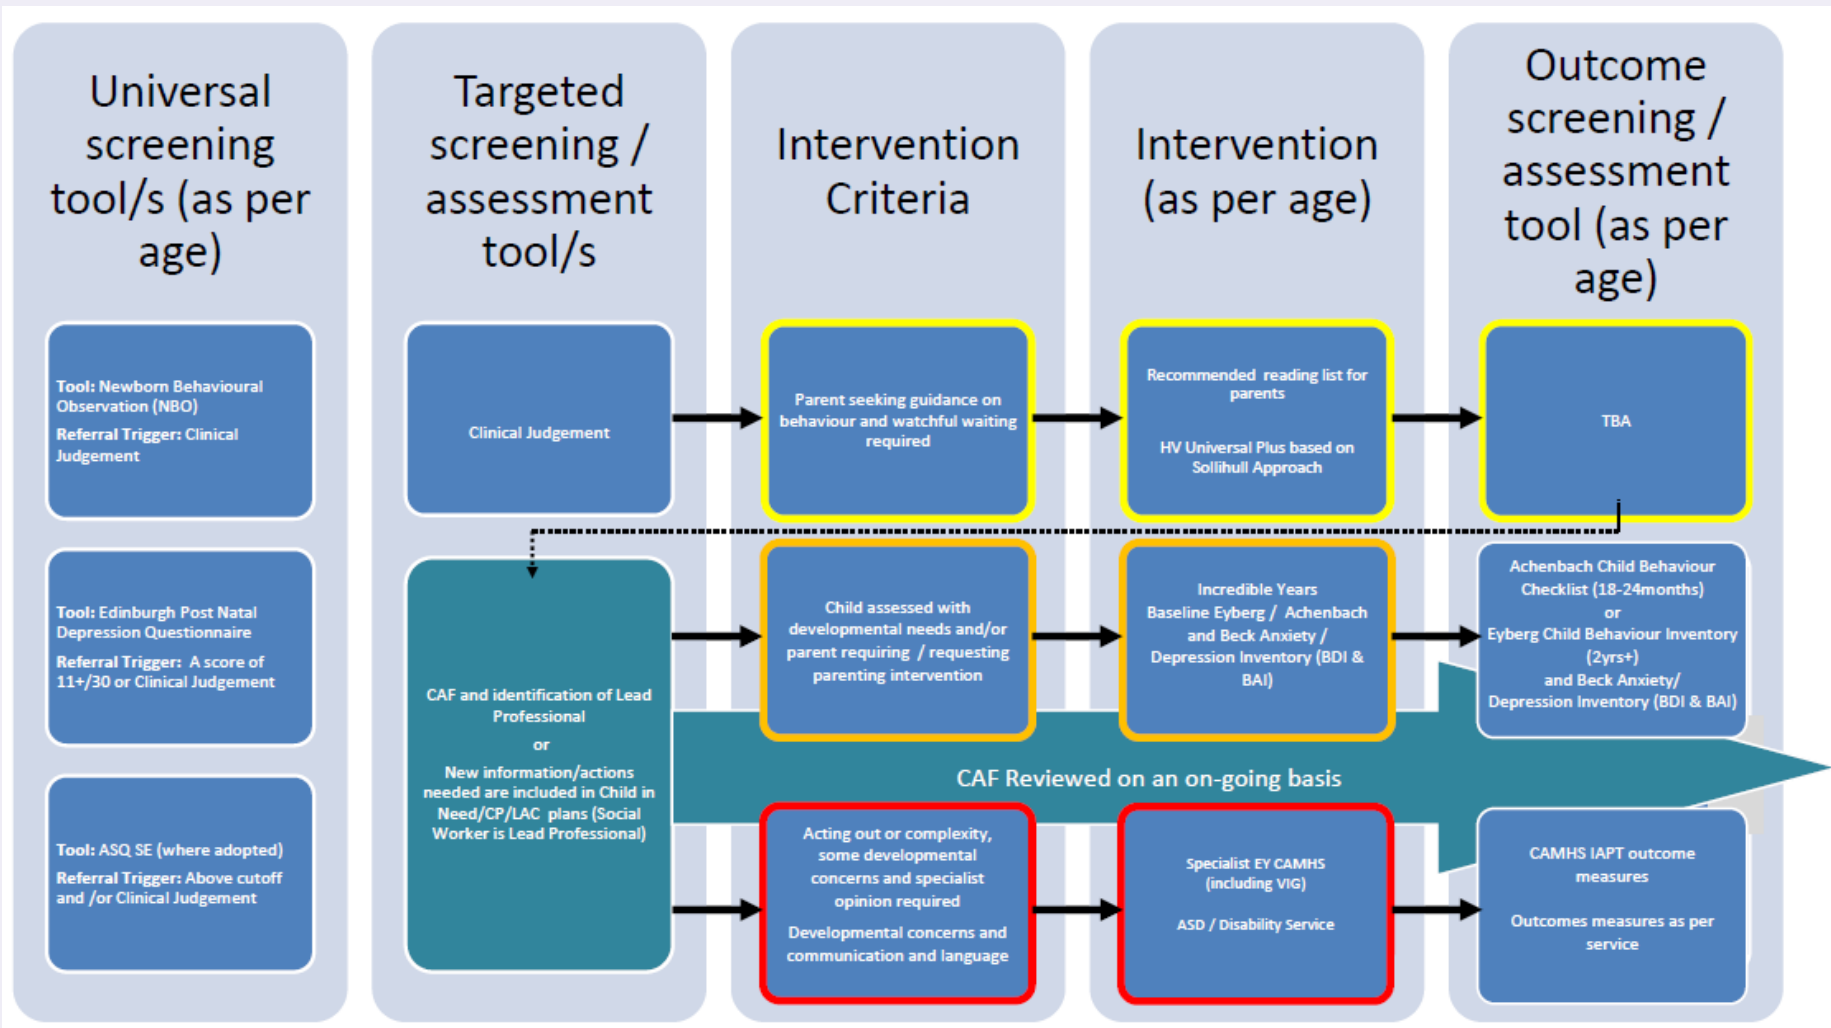 Universal
screening
tool/s (as per
age)
Tool: Newborn Behavioural
Observation (NBO)
Referral Trigger: Clinical
Judgement
Tool: Edinburgh Post Natal
Depression Questionnaire
Referral Trigger: A score of
11+/30 or Clinical Judgement
Tool: ASQ SE (where adopted)
Referral Trigger: Above cutoff
and /or Clinical Judgement
Targeted
screening /
assessment
tool/s
Clinical Judgement
CAF and identification of Lead
Professional
or
New information/actions
needed are included in Child in
Need/CP/LAC plans (Social
Worker is Lead Professional)
Intervention
Criteria
Parent seeking guidance on
behaviour and watchful waiting
required
Child assessed with
developmental needs and/or
parent requiring / requesting
parenting intervention
CAF Reviewed on an on-going basis
Acting out or complexity,
some developmental
concerns and specialist
opinion required
Developmental concerns and
communication and language
Intervention
(as per age)
Recommended reading list for
parents
HV Universal Plus based on
Sollihull Approach
Incredible Years
Baseline Eyberg / Achenbach
and Beck Anxiety /
Depression Inventory (BDI &
BAI)
Specialist EY CAMHS
(including VIG)
ASD / Disability Service
Outcome
screening /
assessment
tool (as per
age)
TBA
Achenbach Child Behaviour
Checklist (18-24months)
or
Eyberg Child Behaviour Inventory
(2yrs+)
and Beck Anxiety/
Depression Inventory (BDI & BAI)
CAMHS IAPT outcome
measures
Outcomes measures as per
service